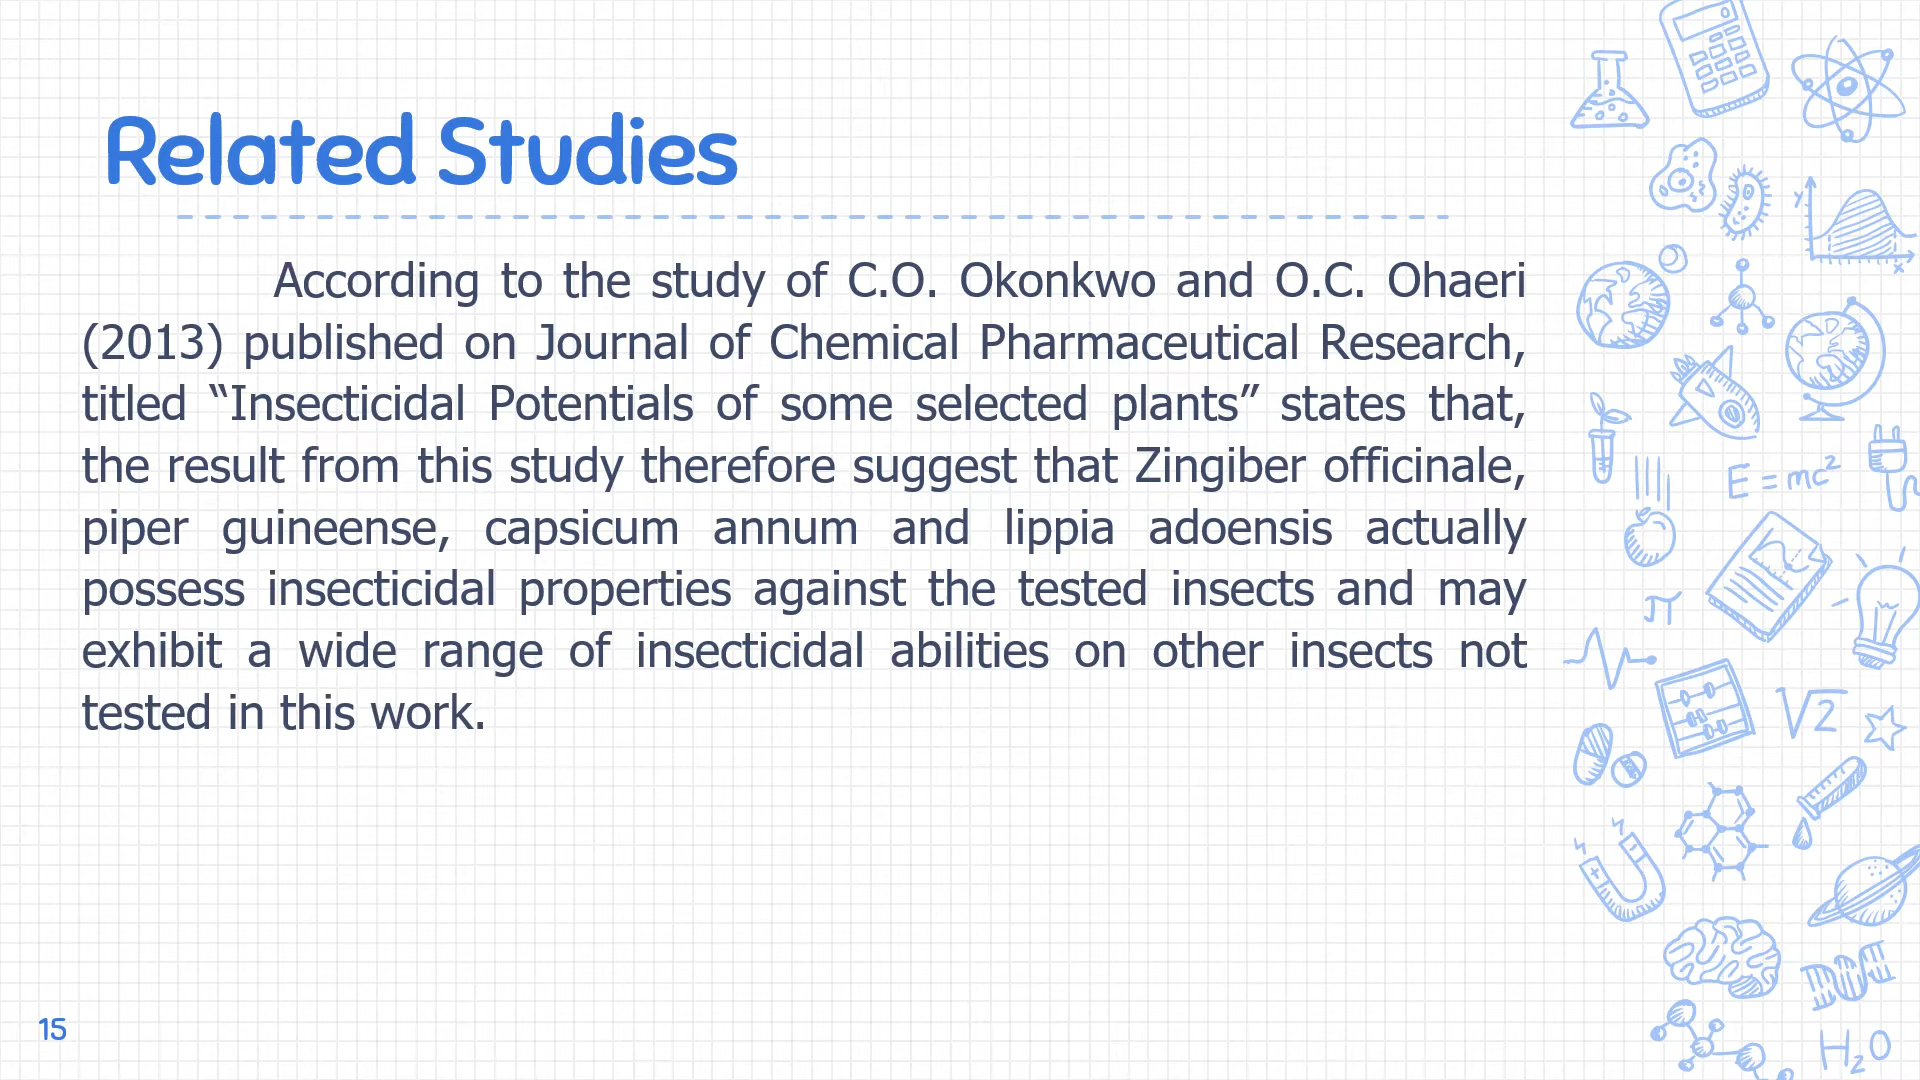 Related Studies
According to the study of C.O. Okonkwo and O.C. Ohaeri
(2013) published on Journal of Chemical Pharmaceutical Research,
titled “Insecticidal Potentials of some selected plants” states that,
the result from this study therefore suggest that Zingiber officinale,
piper guineense, capsicum annum and lippia adoensis actually
possess insecticidal properties against the tested insects and may
exhibit a wide range of insecticidal abilities on other insects not
tested in this work.
15
y
x
E=mc²
π
√2
+
-
H₂O